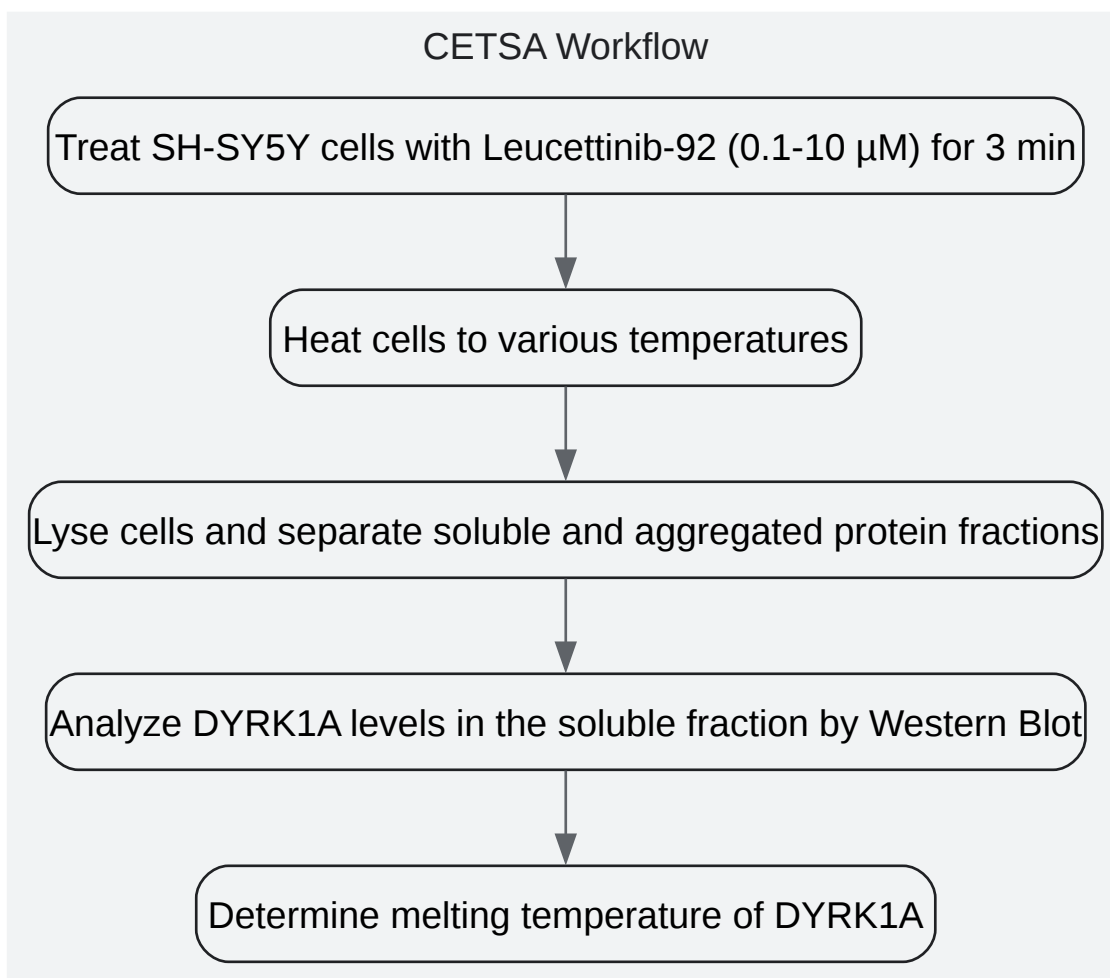 CETSA Workflow
Treat SH-SY5Y cells with Leucettinib-92 (0.1-10 µM) for 3 min
Heat cells to various temperatures
Lyse cells and separate soluble and aggregated protein fractions
Analyze DYRK1A levels in the soluble fraction by Western Blot
Determine melting temperature of DYRK1A